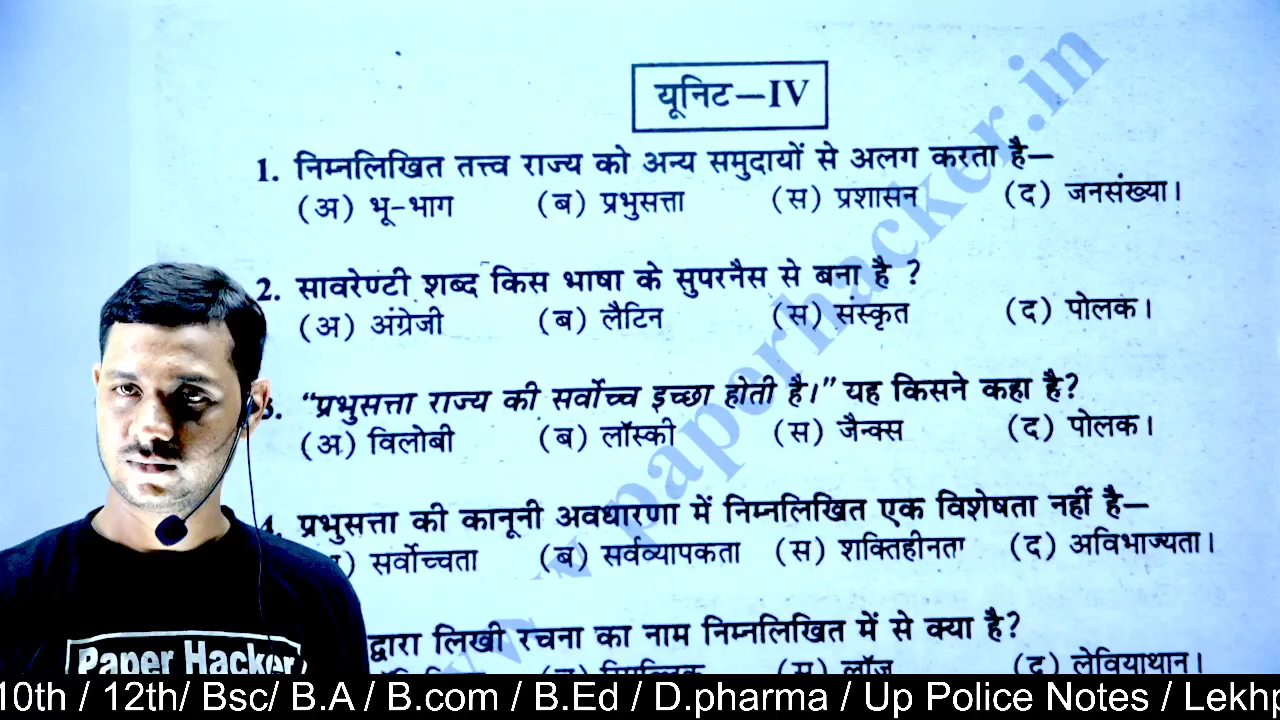 यूनिट—IV
1. निम्नलिखित तत्त्व राज्य को अन्य समुदायों से अलग करता है—
(अ) भू-भाग (ब) प्रभुसत्ता (स) प्रशासन (द) जनसंख्या।
2. सावरेण्टी शब्द किस भाषा के सुपरनैस से बना है ?
(अ) अंग्रेजी (ब) लैटिन (स) संस्कृत (द) पोलक।
3. “प्रभुसत्ता राज्य की सर्वोच्च इच्छा होती है।” यह किसने कहा है?
(अ) विलोबी (ब) लॉस्की (स) जैन्क्स (द) पोलक।
4. प्रभुसत्ता की कानूनी अवधारणा में निम्नलिखित एक विशेषता नहीं है—
) सर्वोच्चता (ब) सर्वव्यापकता (स) शक्तिहीनता (द) अविभाज्यता।
द्वारा लिखी रचना का नाम निम्नलिखित में से क्या है?
(स) लॉज (द) लेवियाथान।
www.paperhacker.in
Paper Hacker
10th / 12th/ Bsc/ B.A / B.com / B.Ed / D.pharma / Up Police Notes / Lekhp